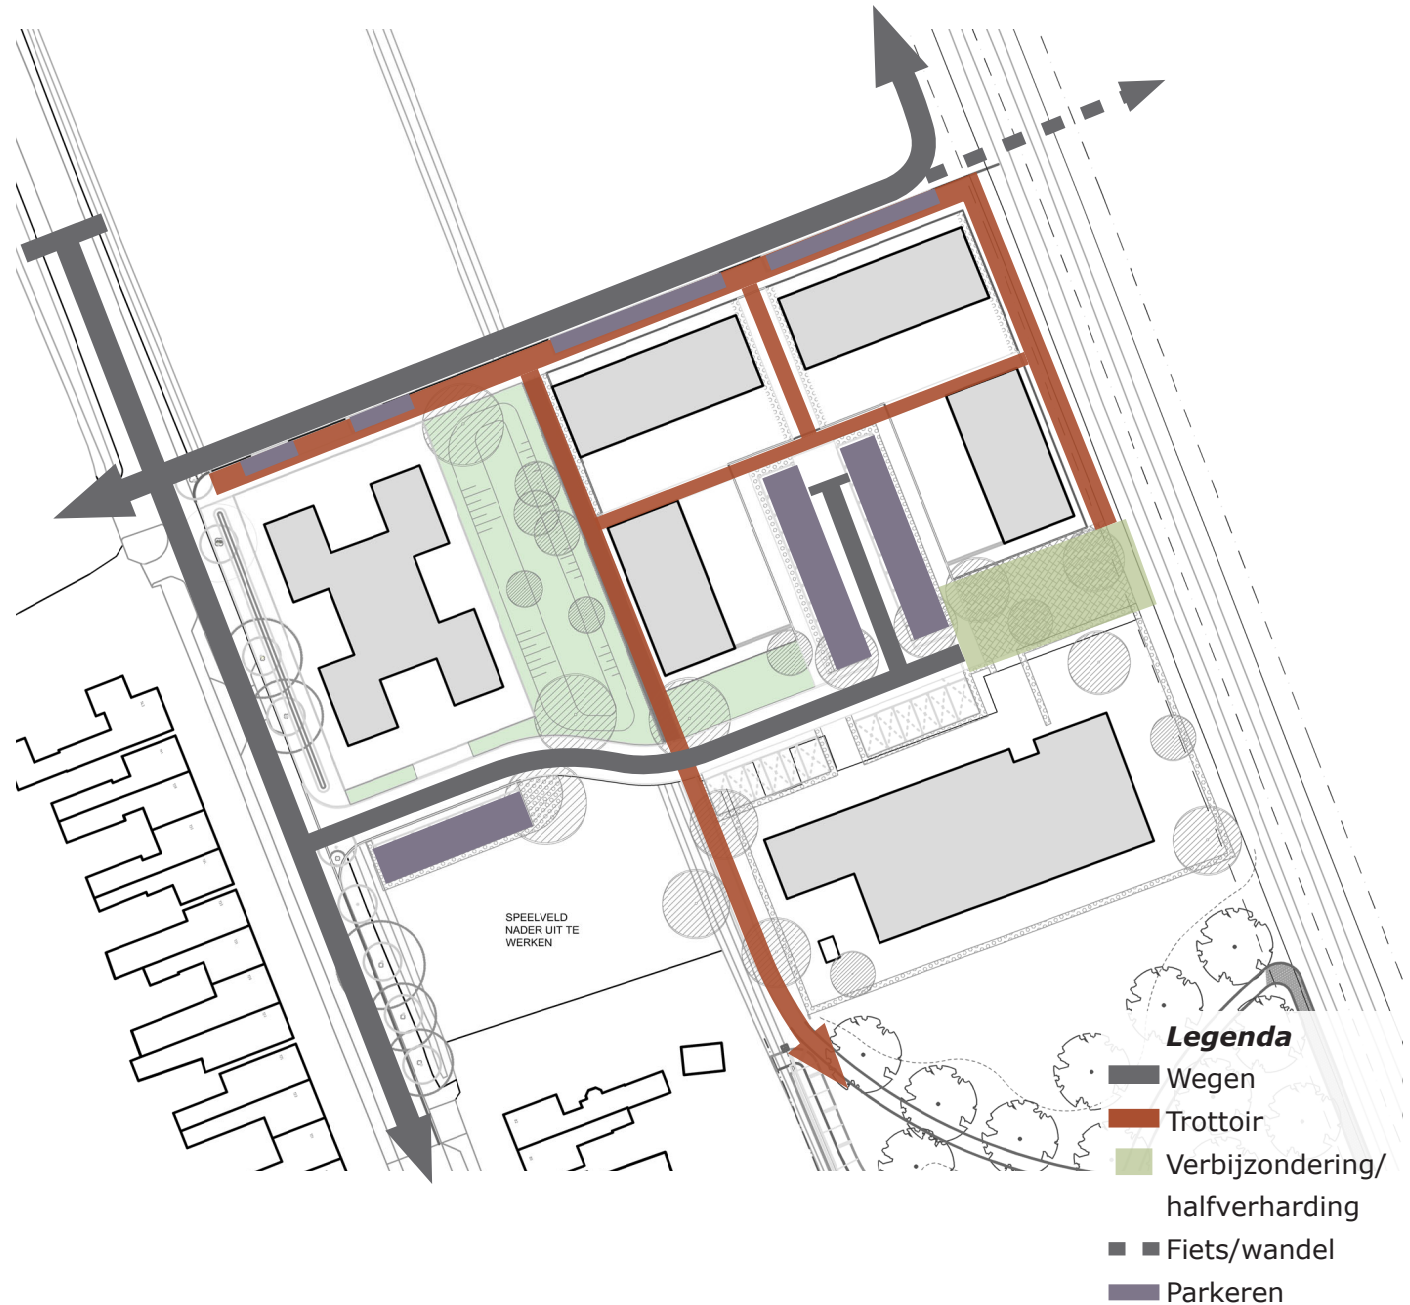 SPEELVELD
NADER UIT TE
WERKEN
Legenda
Wegen
Trottoir
Verbijzondering/
halfverharding
Fiets/wandel
Parkeren